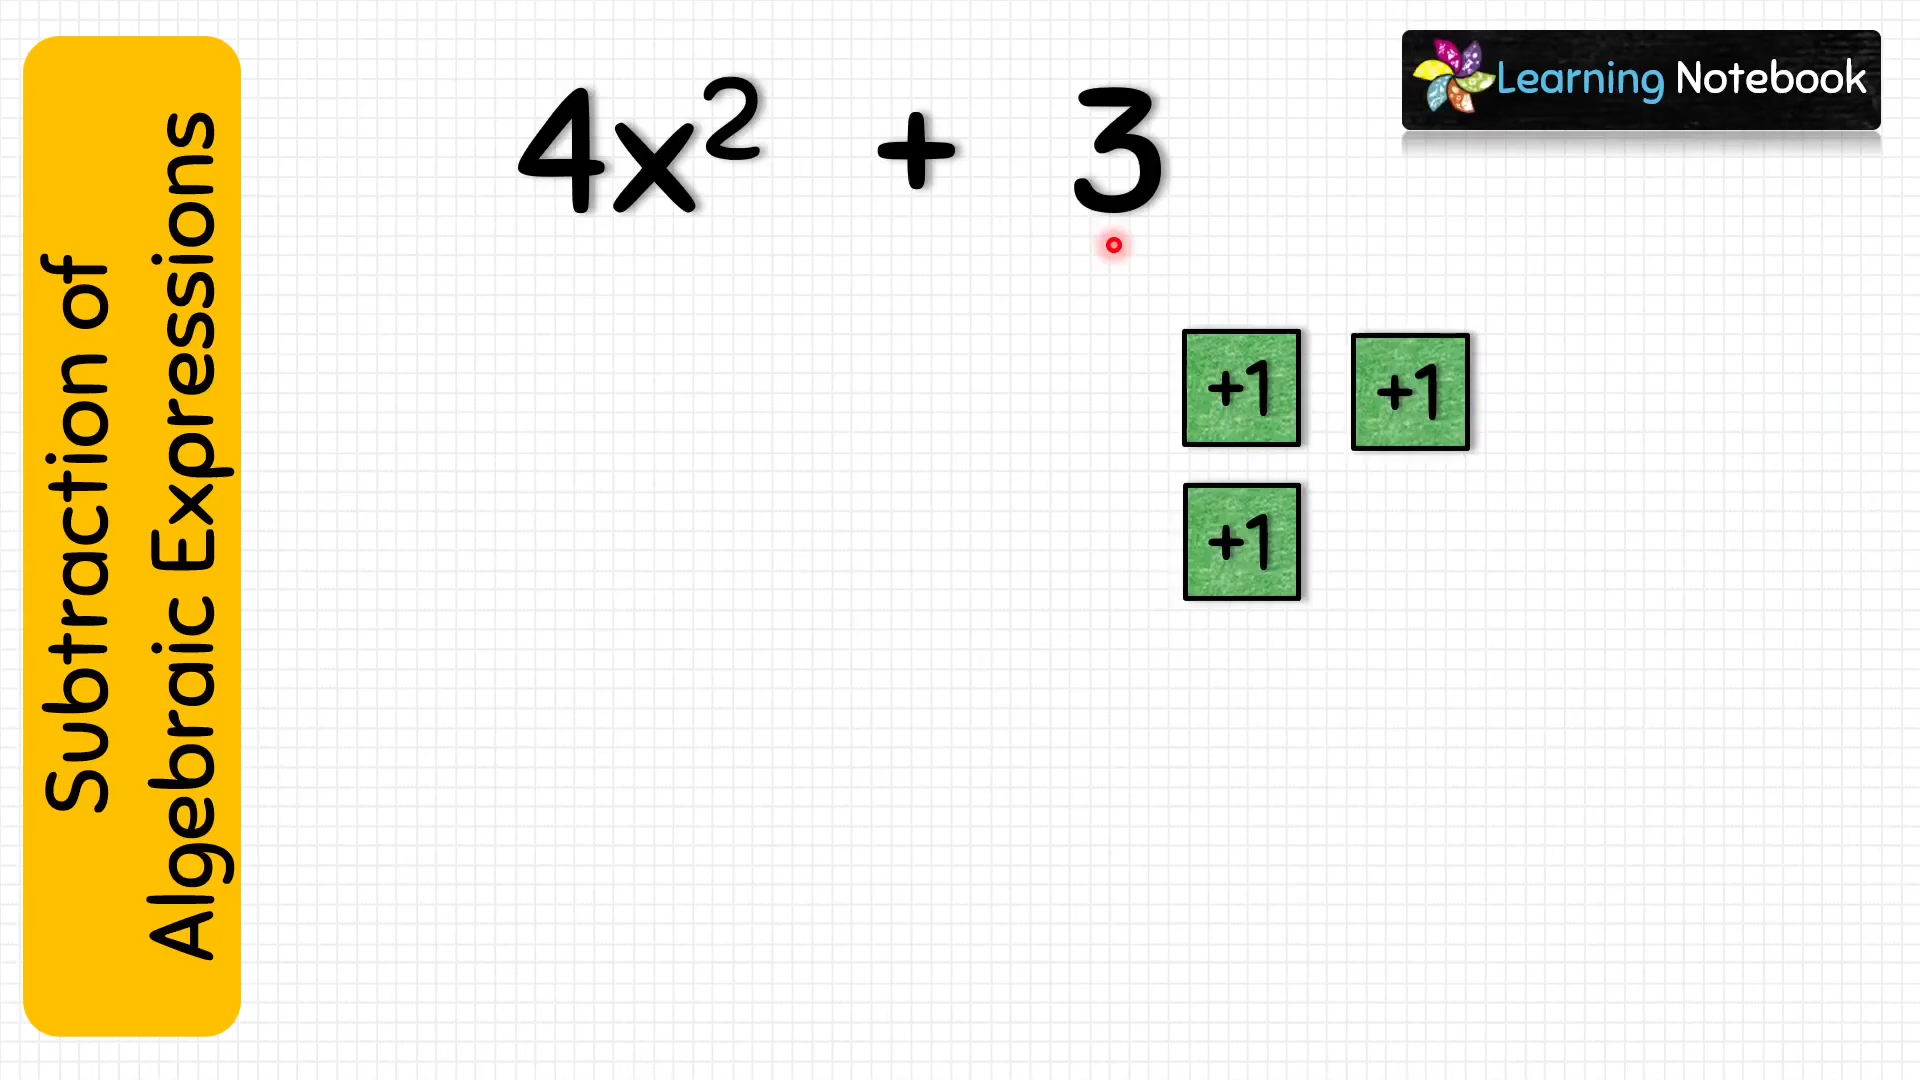 Subtraction of
Algebraic Expressions
4x² + 3
Learning Notebook
+1 +1
+1